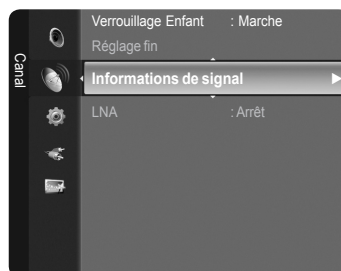 Canal
Verrouillage Enfant : Marche
Réglage fin
Informations de signal
LNA : Arrêt